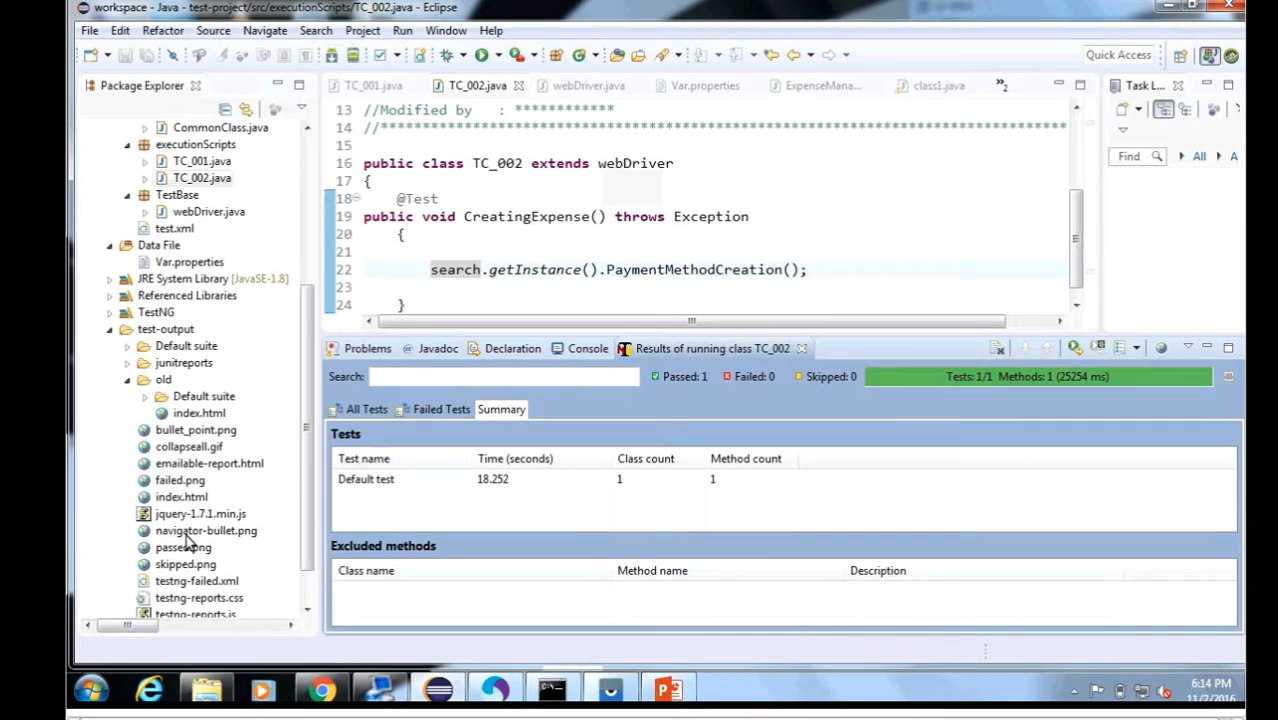 workspace - Java - test-project/src/executionScripts/TC_002.java - Eclipse
File Edit Refactor Source Navigate Search Project Run Window Help
Quick Access
Package Explorer
TC_001.java TC_002.java webDriver.java Var.properties ExpenseMana... class1.java »2
Task L...
Find All A
CommonClass.java
executionScripts
TC_001.java
TC_002.java
TestBase
webDriver.java
test.xml
Data File
Var.properties
JRE System Library [JavaSE-1.8]
Referenced Libraries
TestNG
test-output
Default suite
junitreports
old
Default suite
index.html
bullet_point.png
collapseall.gif
emailable-report.html
failed.png
index.html
jquery-1.7.1.min.js
navigator-bullet.png
passed.png
skipped.png
testng-failed.xml
testng-reports.css
testng-reports.js
13 //Modified by : ************
14 //******************************************************************************
15
16 public class TC_002 extends webDriver
17 {
18 @Test
19 public void CreatingExpense() throws Exception
20 {
21
22 search.getInstance().PaymentMethodCreation();
23
24 }
Problems Javadoc Declaration Console Results of running class TC_002
Search: Passed: 1 Failed: 0 Skipped: 0 Tests: 1/1 Methods: 1 (25254 ms)
All Tests Failed Tests Summary
Tests
Test name Time (seconds) Class count Method count
Default test 18.252 1 1
Excluded methods
Class name Method name Description
6:14 PM
11/2/2016